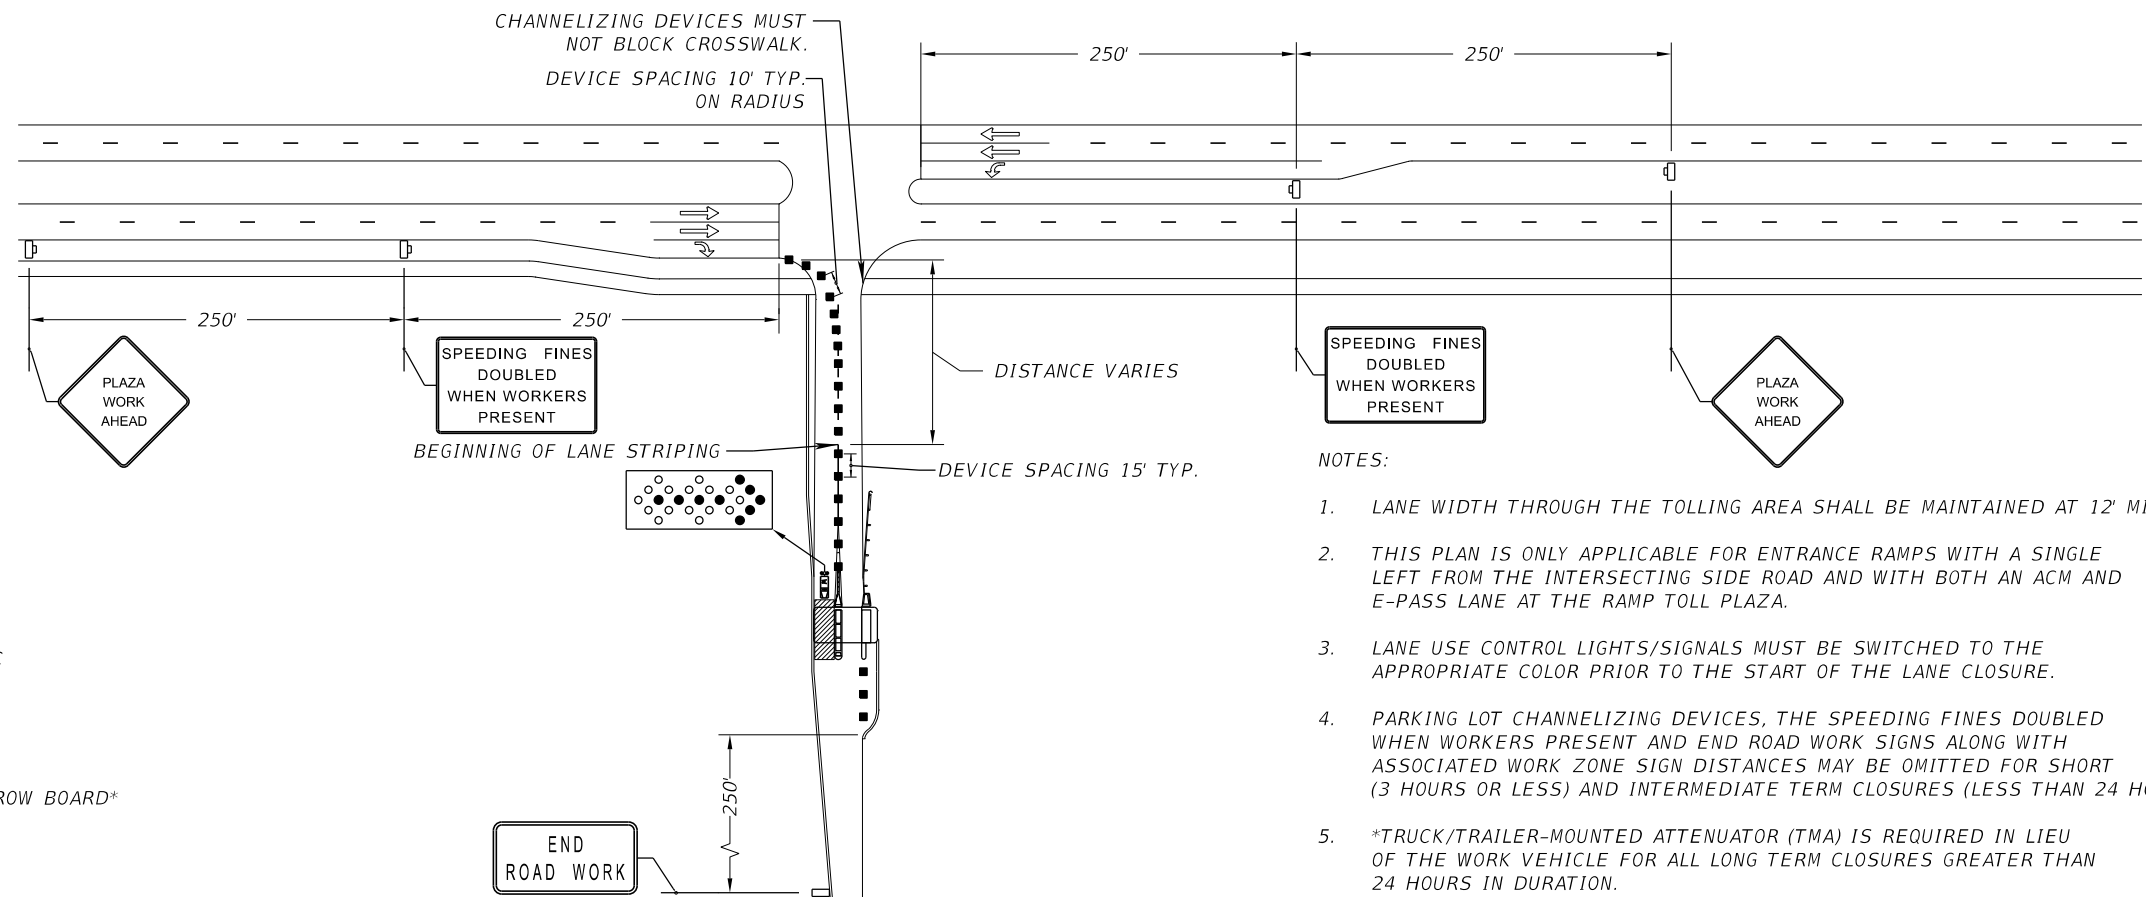 CHANNELIZING DEVICES MUST
NOT BLOCK CROSSWALK.
DEVICE SPACING 10' TYP.
ON RADIUS
250'
250'
250'
250'
PLAZA
WORK
AHEAD
SPEEDING FINES
DOUBLED
WHEN WORKERS
PRESENT
DISTANCE VARIES
SPEEDING FINES
DOUBLED
WHEN WORKERS
PRESENT
PLAZA
WORK
AHEAD
BEGINNING OF LANE STRIPING
DEVICE SPACING 15' TYP.
ROW BOARD*
250'
END
ROAD WORK
NOTES:
1. LANE WIDTH THROUGH THE TOLLING AREA SHALL BE MAINTAINED AT 12'
2. THIS PLAN IS ONLY APPLICABLE FOR ENTRANCE RAMPS WITH A SINGLE
LEFT FROM THE INTERSECTING SIDE ROAD AND WITH BOTH AN ACM AND
E-PASS LANE AT THE RAMP TOLL PLAZA.
3. LANE USE CONTROL LIGHTS/SIGNALS MUST BE SWITCHED TO THE
APPROPRIATE COLOR PRIOR TO THE START OF THE LANE CLOSURE.
4. PARKING LOT CHANNELIZING DEVICES, THE SPEEDING FINES DOUBLED
WHEN WORKERS PRESENT AND END ROAD WORK SIGNS ALONG WITH
ASSOCIATED WORK ZONE SIGN DISTANCES MAY BE OMITTED FOR SHORT
(3 HOURS OR LESS) AND INTERMEDIATE TERM CLOSURES (LESS THAN 24
5. *TRUCK/TRAILER-MOUNTED ATTENUATOR (TMA) IS REQUIRED IN LIEU
OF THE WORK VEHICLE FOR ALL LONG TERM CLOSURES GREATER THAN
24 HOURS IN DURATION.